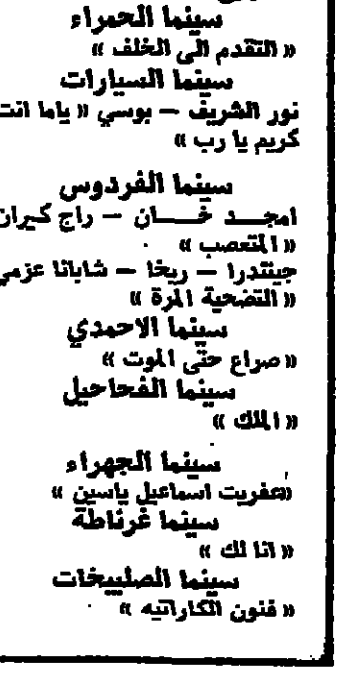 سينما الحمراء
« التقدم الى الخلف »
سينما السيارات
نور الشريف — بوسي « ياما انت
كريم يا رب »
سينما الفردوس
امجـــد خـــــان — راج كيران
« المتعصب »
جيتندرا — ريخا — شابانا عزمي
« التضحية المرة »
سينما الاحمدي
« صراع حتى الموت »
سينما الفحاحيل
« الملك »
سينما الجهراء
« عفريت اسماعيل ياسين »
سينما غرناطة
« انا لك »
سينما الصليبخات
« فنون الكاراتيه »